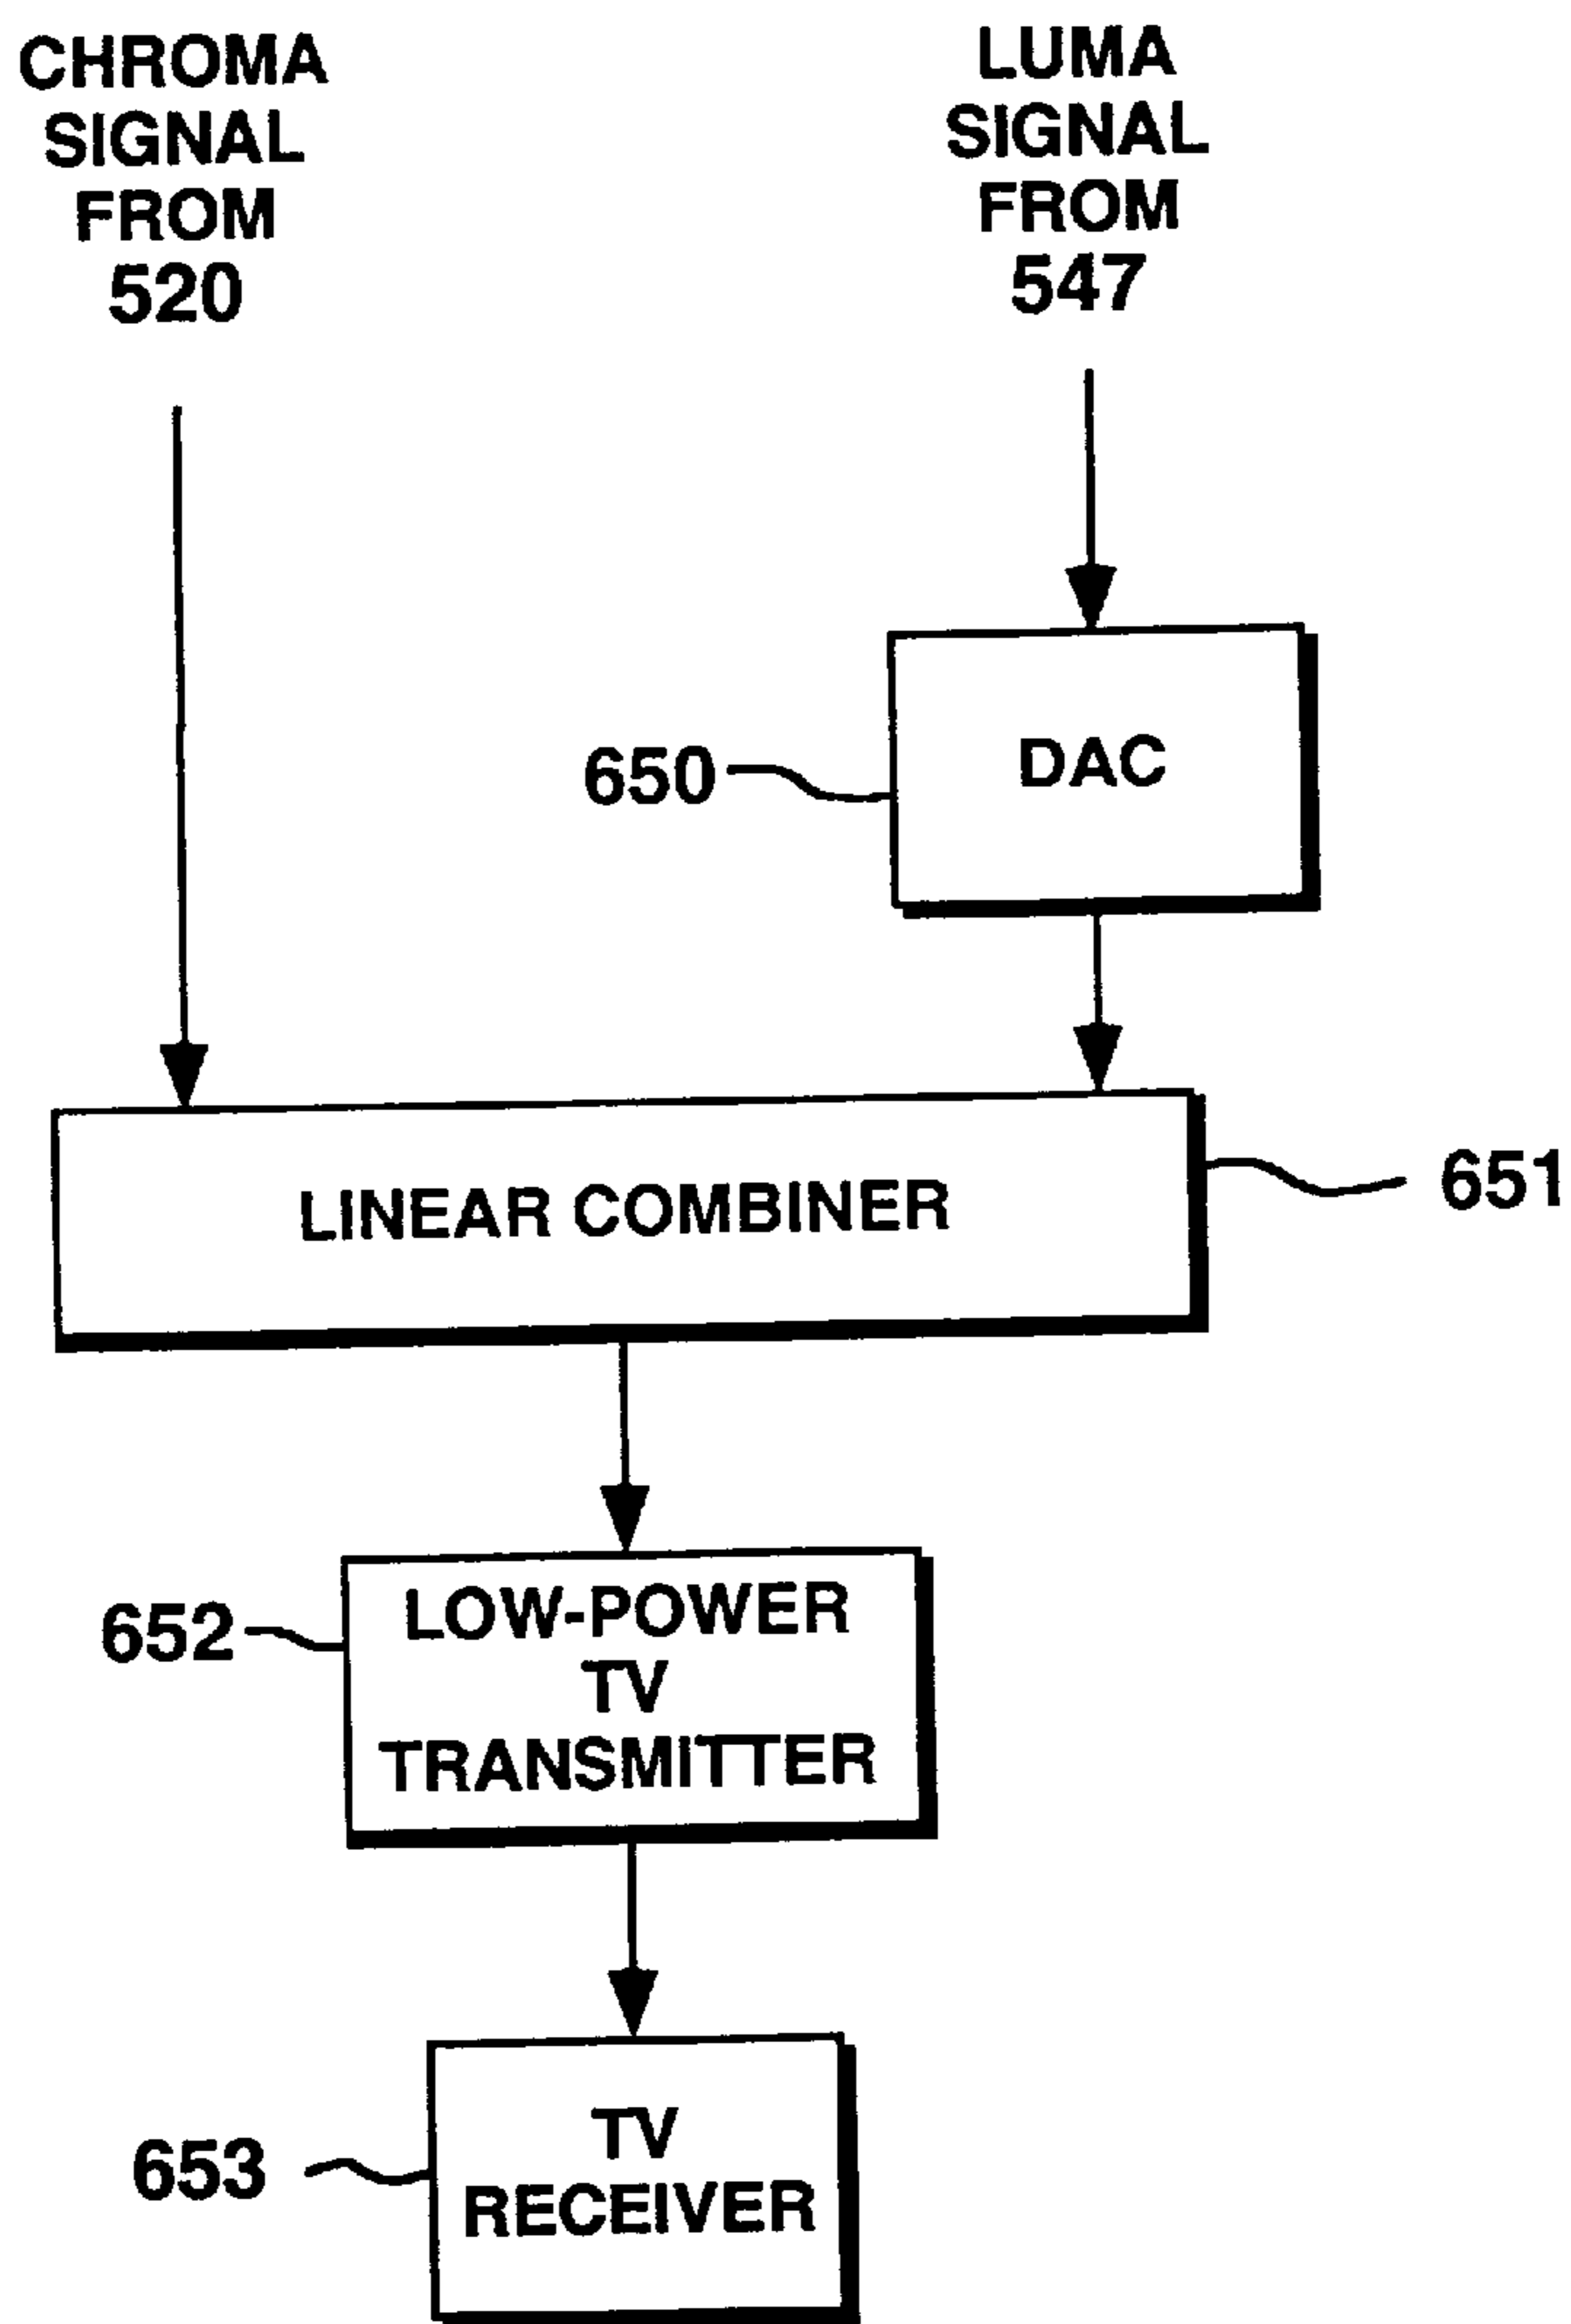 CHROMA
SIGNAL
FROM
520
LUMA
SIGNAL
FROM
547
650
DAC
LINEAR COMBINER
651
652
LOW-POWER
TV
TRANSMITTER
653
TV
RECEIVER